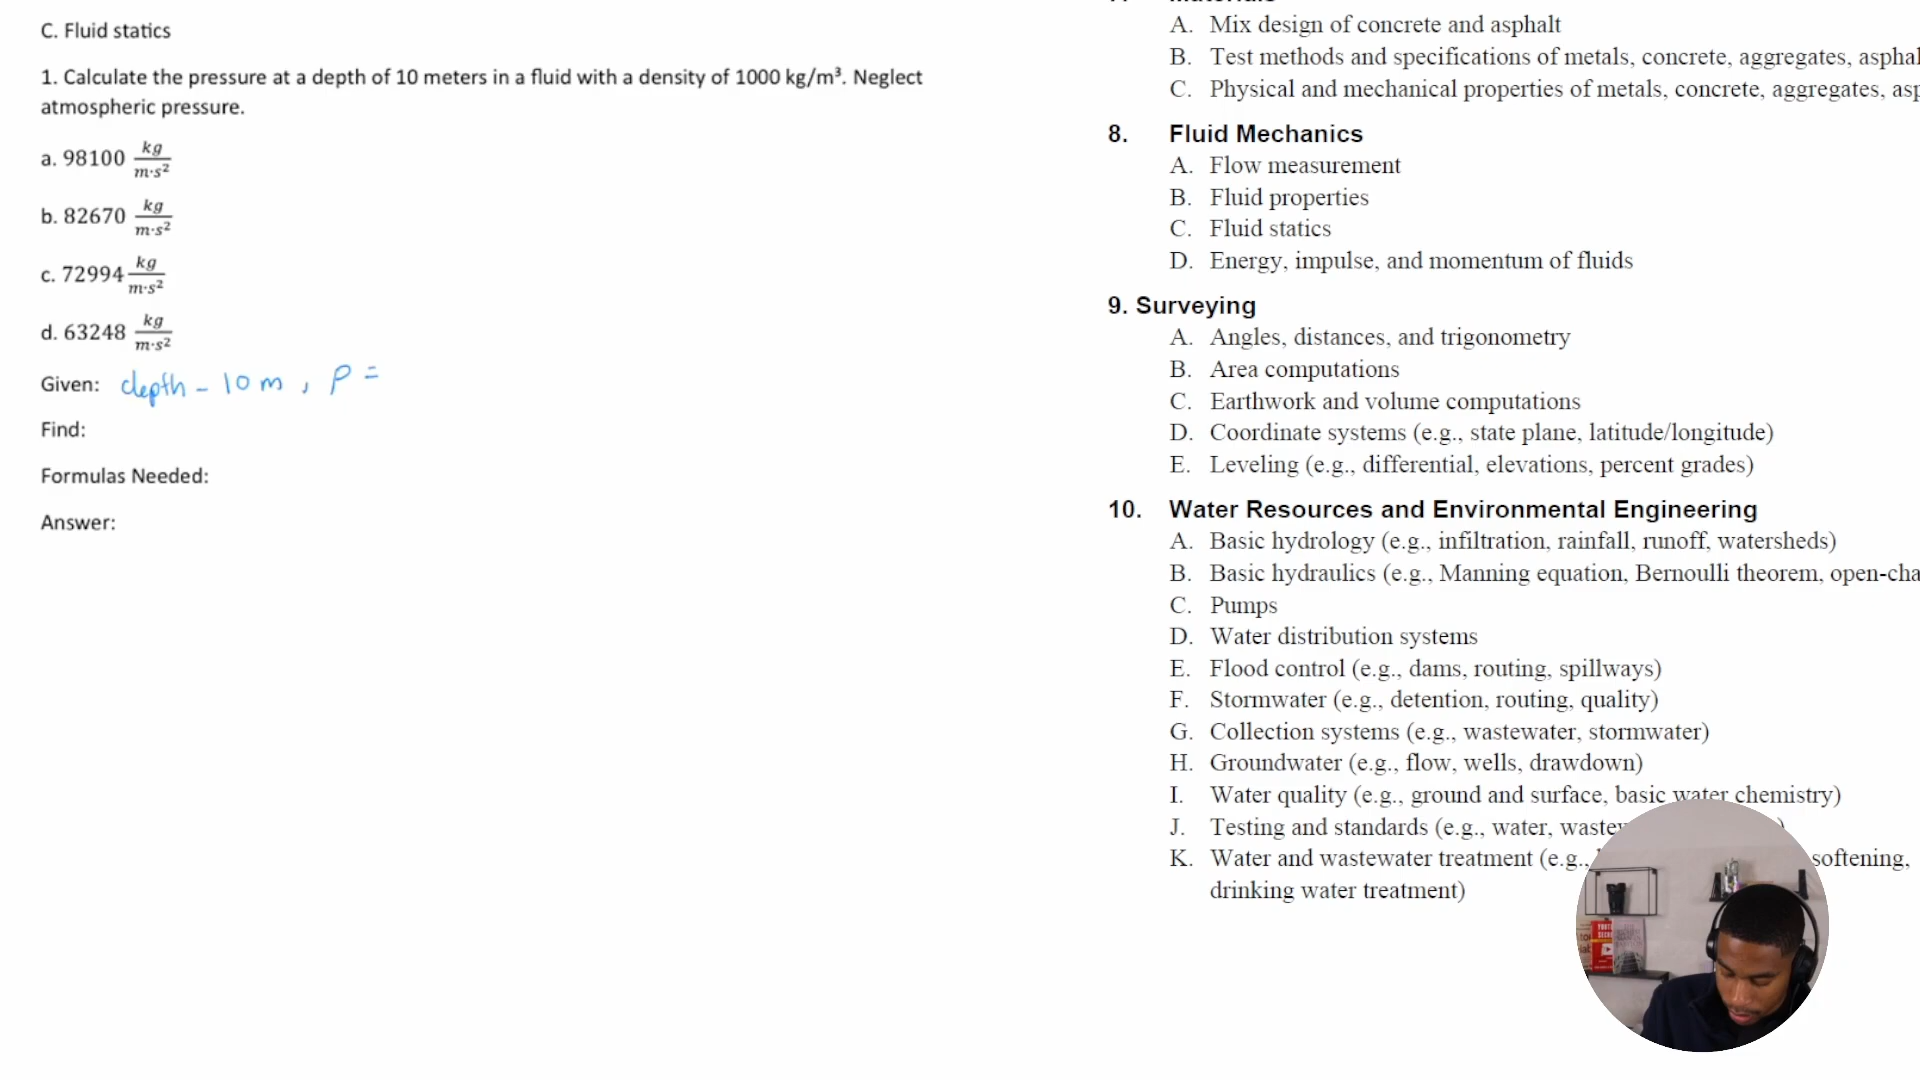 C. Fluid statics
1. Calculate the pressure at a depth of 10 meters in a fluid with a density of 1000 kg/m³. Neglect
atmospheric pressure.
a. 98100 kg/m·s²
b. 82670 kg/m·s²
c. 72994 kg/m·s²
d. 63248 kg/m·s²
Given: depth - 10 m , ρ =
Find:
Formulas Needed:
Answer:
A. Mix design of concrete and asphalt
B. Test methods and specifications of metals, concrete, aggregates, asphal
C. Physical and mechanical properties of metals, concrete, aggregates, asp
8. Fluid Mechanics
A. Flow measurement
B. Fluid properties
C. Fluid statics
D. Energy, impulse, and momentum of fluids
9. Surveying
A. Angles, distances, and trigonometry
B. Area computations
C. Earthwork and volume computations
D. Coordinate systems (e.g., state plane, latitude/longitude)
E. Leveling (e.g., differential, elevations, percent grades)
10. Water Resources and Environmental Engineering
A. Basic hydrology (e.g., infiltration, rainfall, runoff, watersheds)
B. Basic hydraulics (e.g., Manning equation, Bernoulli theorem, open-cha
C. Pumps
D. Water distribution systems
E. Flood control (e.g., dams, routing, spillways)
F. Stormwater (e.g., detention, routing, quality)
G. Collection systems (e.g., wastewater, stormwater)
H. Groundwater (e.g., flow, wells, drawdown)
I. Water quality (e.g., ground and surface, basic water chemistry)
J. Testing and standards (e.g., water, waste
K. Water and wastewater treatment (e.g., softening,
drinking water treatment)